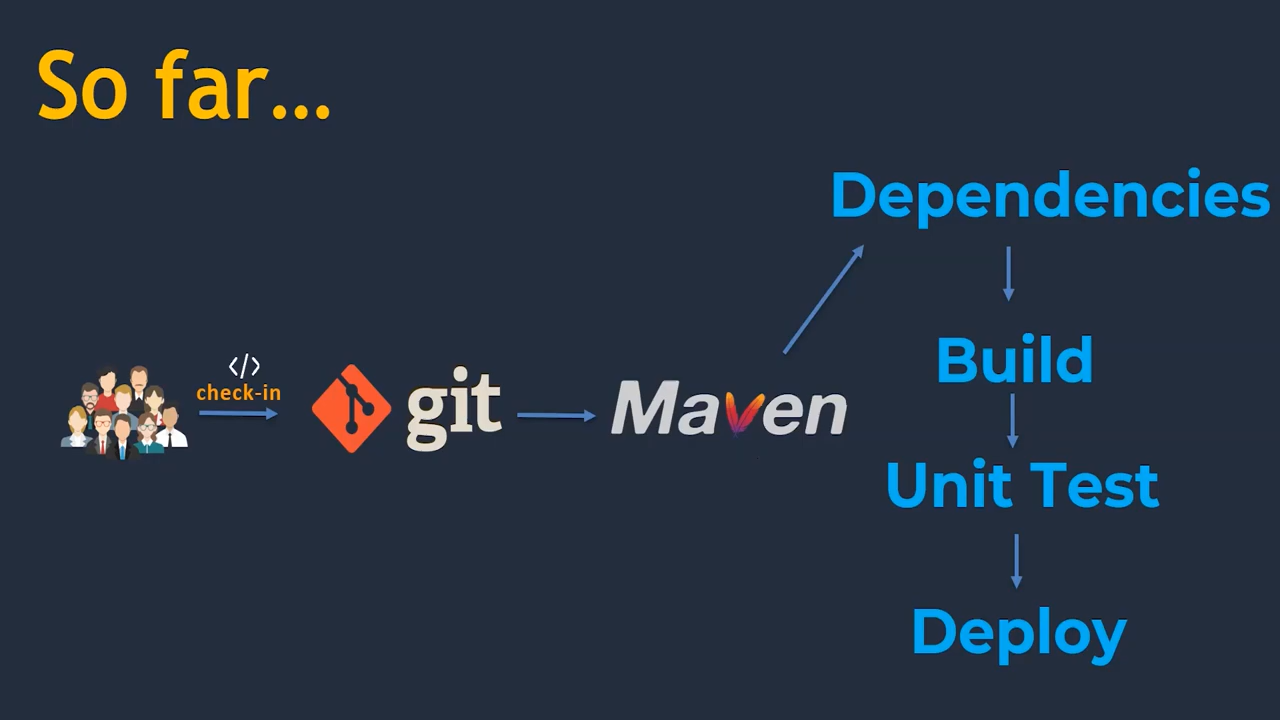 So far...
</>
check-in
git
Maven
Dependencies
Build
Unit Test
Deploy